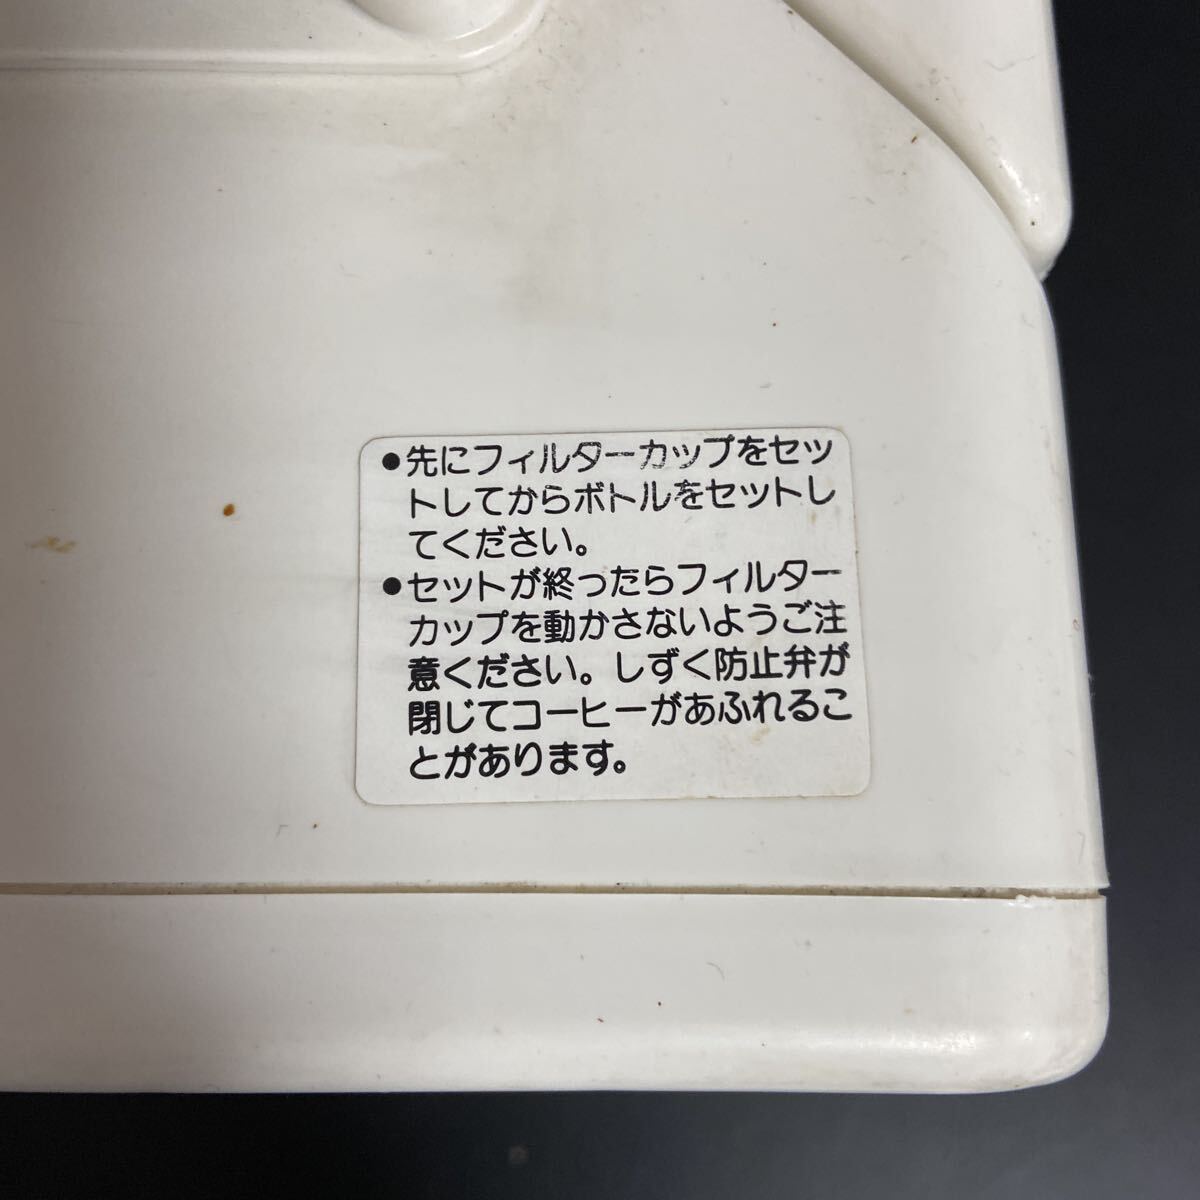 ●先にフィルターカップをセッ
トしてからボトルをセットし
てください。
●セットが終ったらフィルター
カップを動かさないようご注
意ください。しずく防止弁が
閉じてコーヒーがあふれるこ
とがあります。